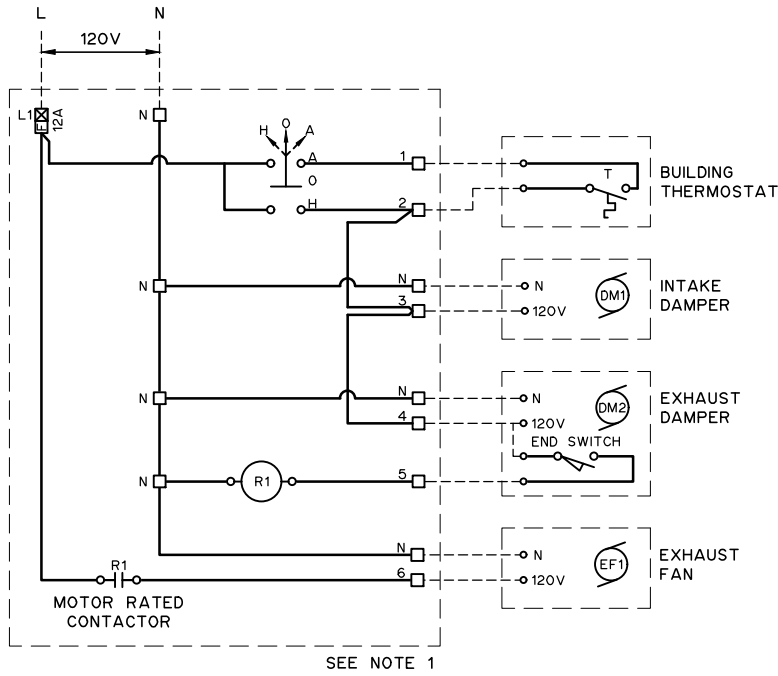 L N
120V
L1 F 12A N
H O A
A 1
O
H 2
T
BUILDING
THERMOSTAT
N N N
3 120V
DM1
INTAKE
DAMPER
N N N
4 120V
DM2
EXHAUST
DAMPER
END SWITCH
N R1 5
N N
R1 6 120V
EF1
EXHAUST
FAN
MOTOR RATED
CONTACTOR
SEE NOTE 1